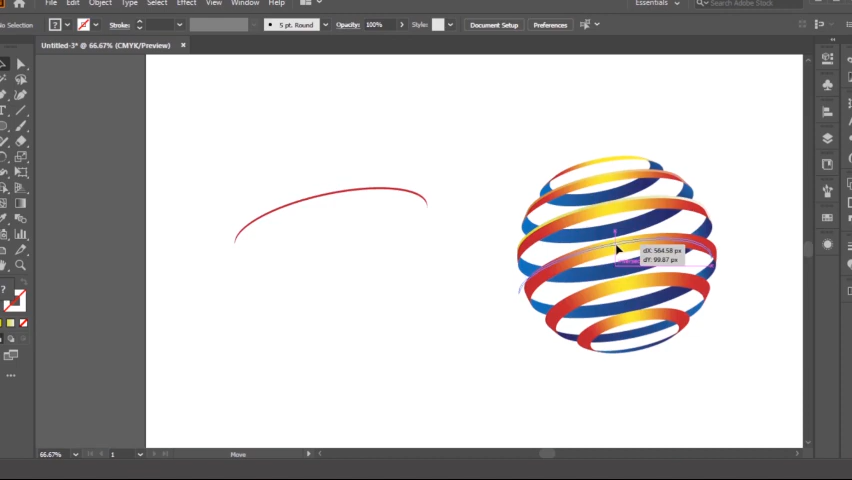 File Edit Object Type Select Effect View Window Help Essentials Search Adobe Stock
No Selection ? Stroke: 5 pt. Round Opacity: 100% Style: Document Setup Preferences
Untitled-3* @ 66.67% (CMYK/Preview) ×
dX: 564.58 px
dY: 99.87 px
66.67% 1 Move